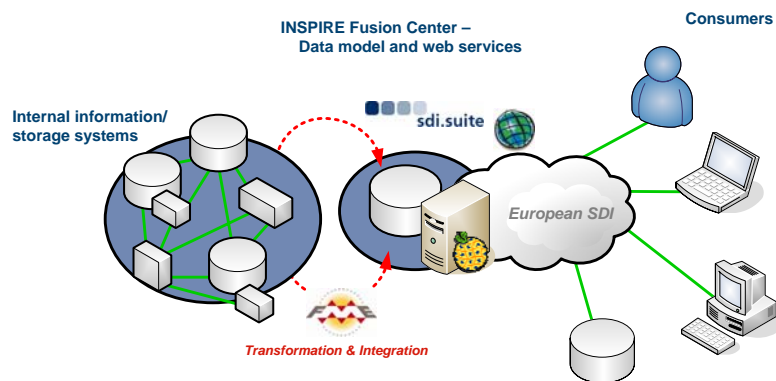 INSPIRE Fusion Center –
Data model and web services
Consumers
Internal information/
storage systems
sdi.suite
European SDI
FME
Transformation & Integration